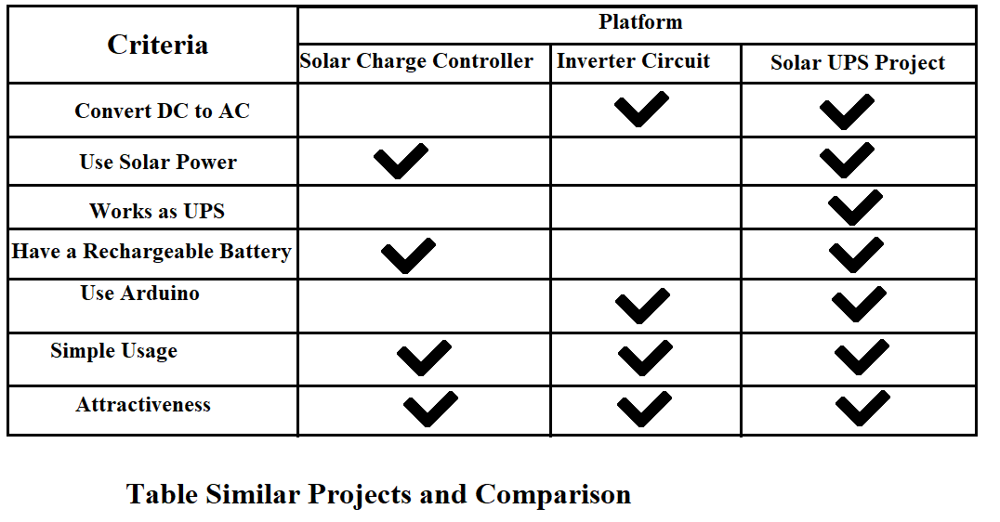 Criteria
Platform
Solar Charge Controller
Inverter Circuit
Solar UPS Project
Convert DC to AC
Use Solar Power
Works as UPS
Have a Rechargeable Battery
Use Arduino
Simple Usage
Attractiveness
Table Similar Projects and Comparison